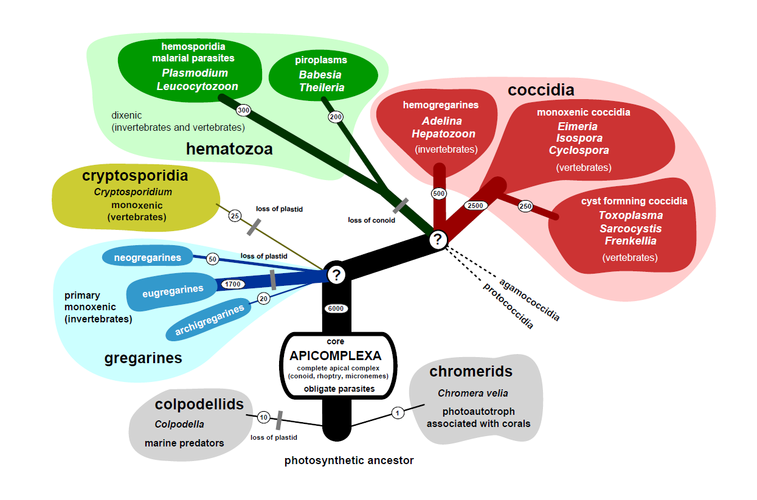 hemosporidia
malarial parasites
Plasmodium
Leucocytozoon
piroplasms
Babesia
Theileria
dixenic
(invertebrates and vertebrates)
hematozoa
300
200
coccidia
hemogregarines
Adelina
Hepatozoon
(invertebrates)
monoxenic coccidia
Eimeria
Isospora
Cyclospora
(vertebrates)
500
2500
250
cyst formning coccidia
Toxoplasma
Sarcocystis
Frenkellia
(vertebrates)
cryptosporidia
Cryptosporidium
monoxenic
(vertebrates)
25
loss of plastid
loss of conoid
?
?
agamococcidia
protococcidia
neogregarines
50
loss of plastid
eugregarines
1700
archigregarines
20
primary
monoxenic
(invertebrates)
gregarines
6000
core
APICOMPLEXA
complete apical complex
(conoid, rhoptry, micronemes)
obligate parasites
colpodellids
Colpodella
marine predators
10
loss of plastid
1
chromerids
Chromera velia
photoautotroph
associated with corals
photosynthetic ancestor